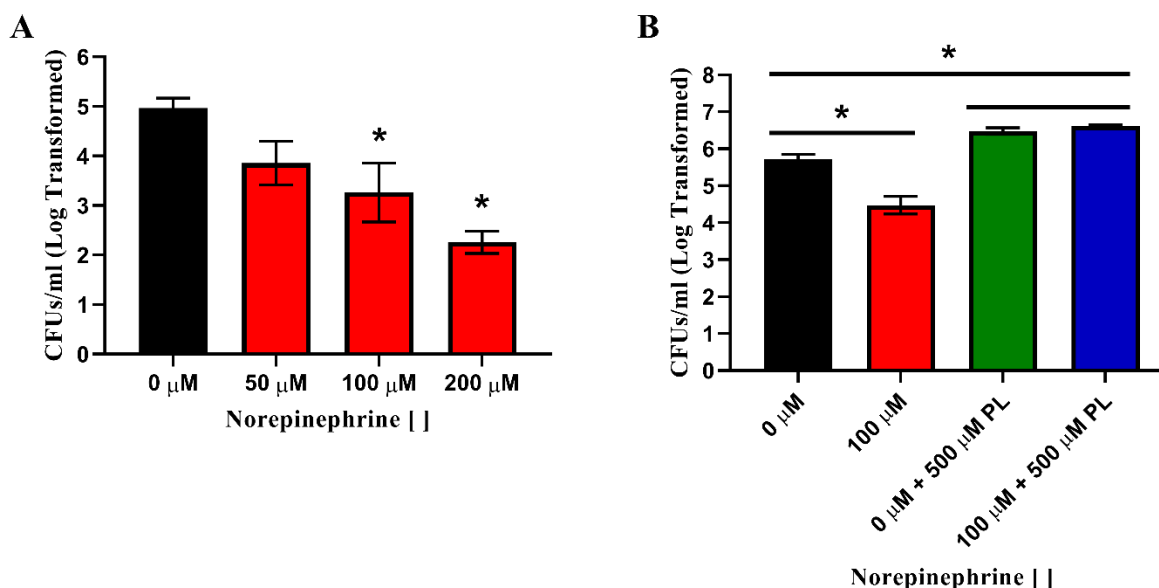 A
CFUs/ml (Log Transformed)
6
5
4
3
2
1
0
*
*
0 μM 50 μM 100 μM 200 μM
Norepinephrine [ ]
B
CFUs/ml (Log Transformed)
8
7
6
5
4
3
2
1
0
*
*
0 μM
100 μM
0 μM + 500 μM PL
100 μM + 500 μM PL
Norepinephrine [ ]